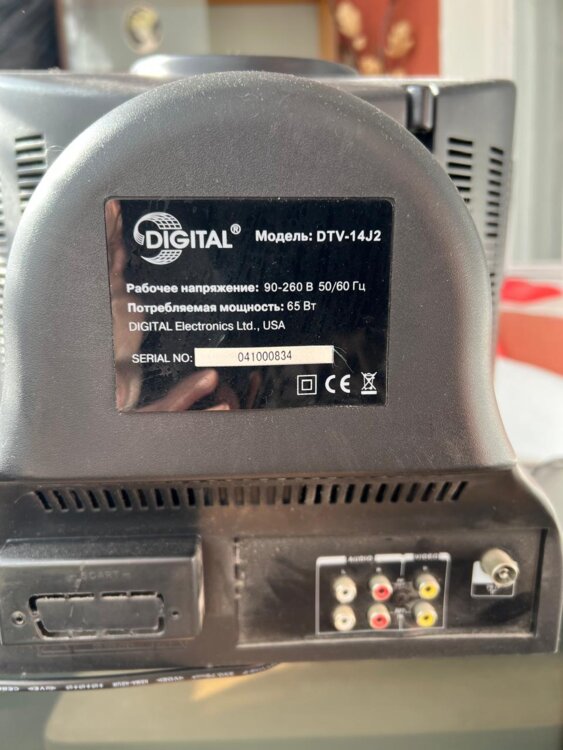 DIGITAL®
Модель: DTV-14J2
Рабочее напряжение: 90-260 В 50/60 Гц
Потребляемая мощность: 65 Вт
DIGITAL Electronics Ltd., USA
SERIAL NO: 041000834
CE
SCART
AUDIO VIDEO